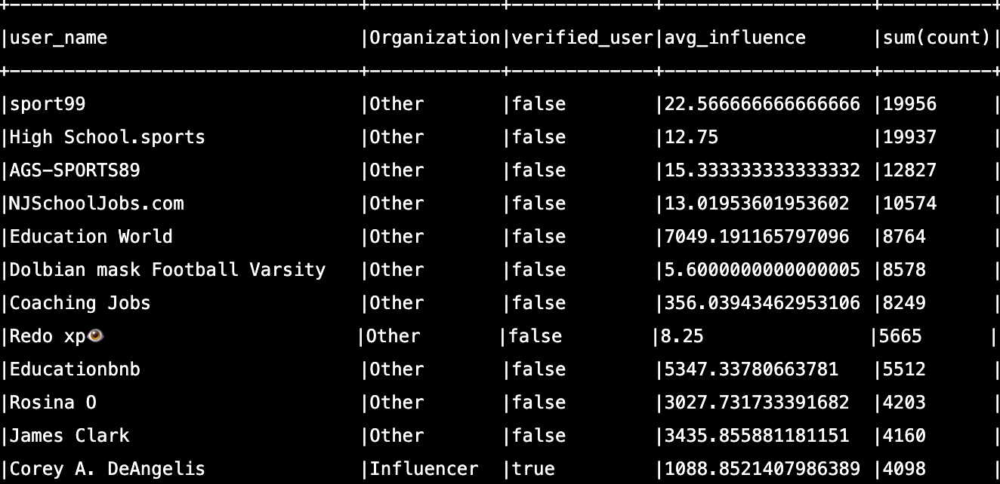 +--------------------------------+------------+-------------+-------------------+----------+
|user_name                       |Organization|verified_user|avg_influence      |sum(count)|
+--------------------------------+------------+-------------+-------------------+----------+
|sport99                         |Other       |false        |22.566666666666666 |19956     |
|High School.sports              |Other       |false        |12.75              |19937     |
|AGS-SPORTS89                    |Other       |false        |15.333333333333332 |12827     |
|NJSchoolJobs.com                |Other       |false        |13.01953601953602  |10574     |
|Education World                 |Other       |false        |7049.191165797096  |8764      |
|Dolbian mask Football Varsity   |Other       |false        |5.6000000000000005 |8578      |
|Coaching Jobs                   |Other       |false        |356.03943462953106 |8249      |
|Redo xp👁                       |Other       |false        |8.25               |5665      |
|Educationbnb                    |Other       |false        |5347.33780663781   |5512      |
|Rosina O                        |Other       |false        |3027.731733391682  |4203      |
|James Clark                     |Other       |false        |3435.855881181151  |4160      |
|Corey A. DeAngelis              |Influencer  |true         |1088.8521407986389 |4098      |